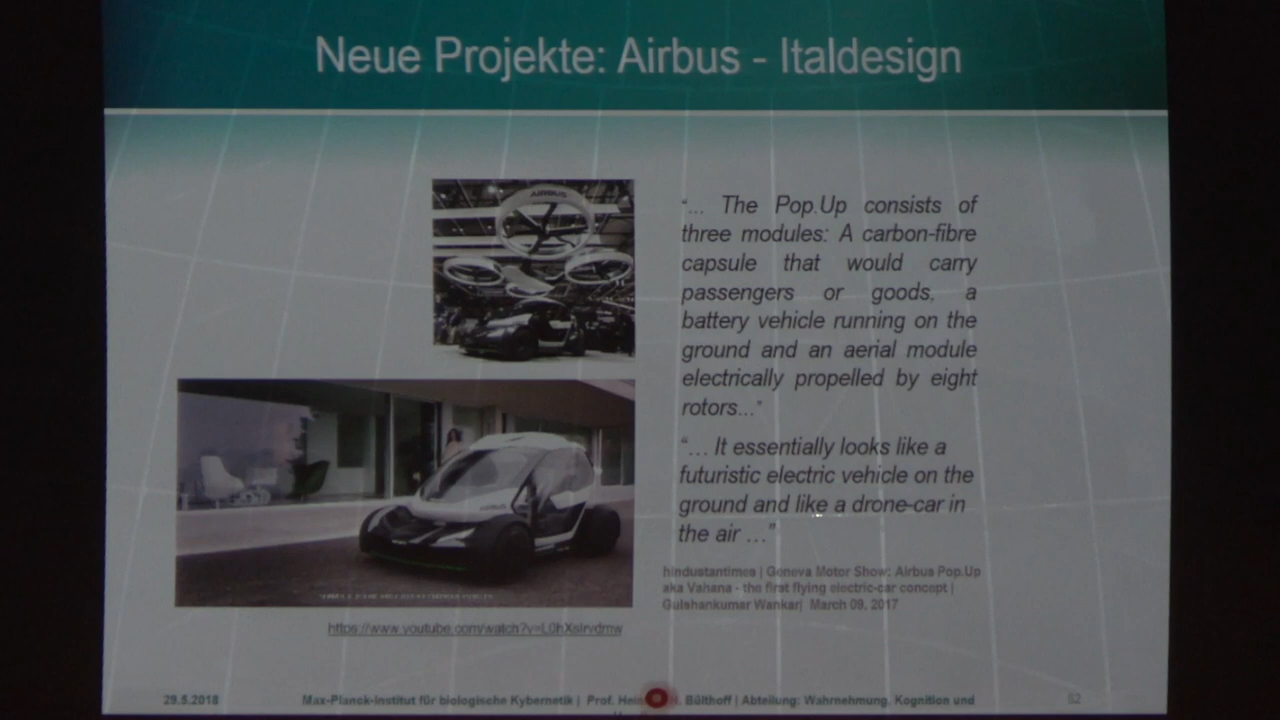 Neue Projekte: Airbus - Italdesign
AIRBUS
"... The Pop.Up consists of
three modules: A carbon-fibre
capsule that would carry
passengers or goods, a
battery vehicle running on the
ground and an aerial module
electrically propelled by eight
rotors..."
"... It essentially looks like a
futuristic electric vehicle on the
ground and like a drone-car in
the air ..."
hindustantimes | Geneva Motor Show: Airbus Pop.Up
aka Vahana - the first flying electric-car concept |
Gulshankumar Wankar| March 09, 2017
https://www.youtube.com/watch?v=
29.5.2018
Max-Planck-Institut für biologische Kybernetik | Prof. H. Bülthoff | Abteilung: Wahrnehmung, Kognition und
62